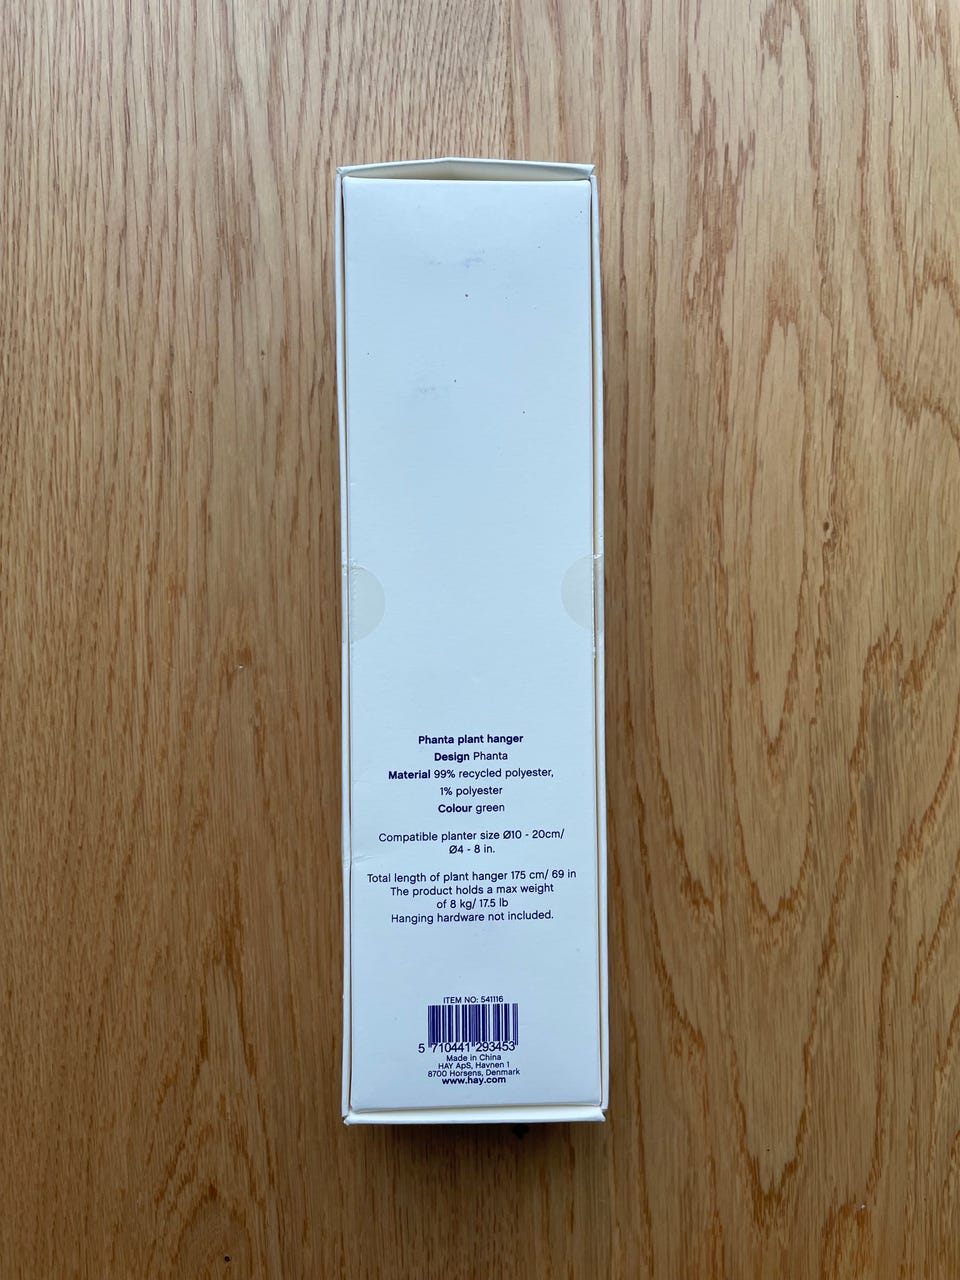 Phanta plant hanger
Design Phanta
Material 99% recycled polyester,
1% polyester
Colour green
Compatible planter size Ø10 - 20cm/
Ø4 - 8 in.
Total length of plant hanger 175 cm/ 69 in
The product holds a max weight
of 8 kg/ 17.5 lb
Hanging hardware not included.
ITEM NO: 541116
5 710441 293453
Made in China
HAY ApS, Havnen 1
8700 Horsens, Denmark
www.hay.com